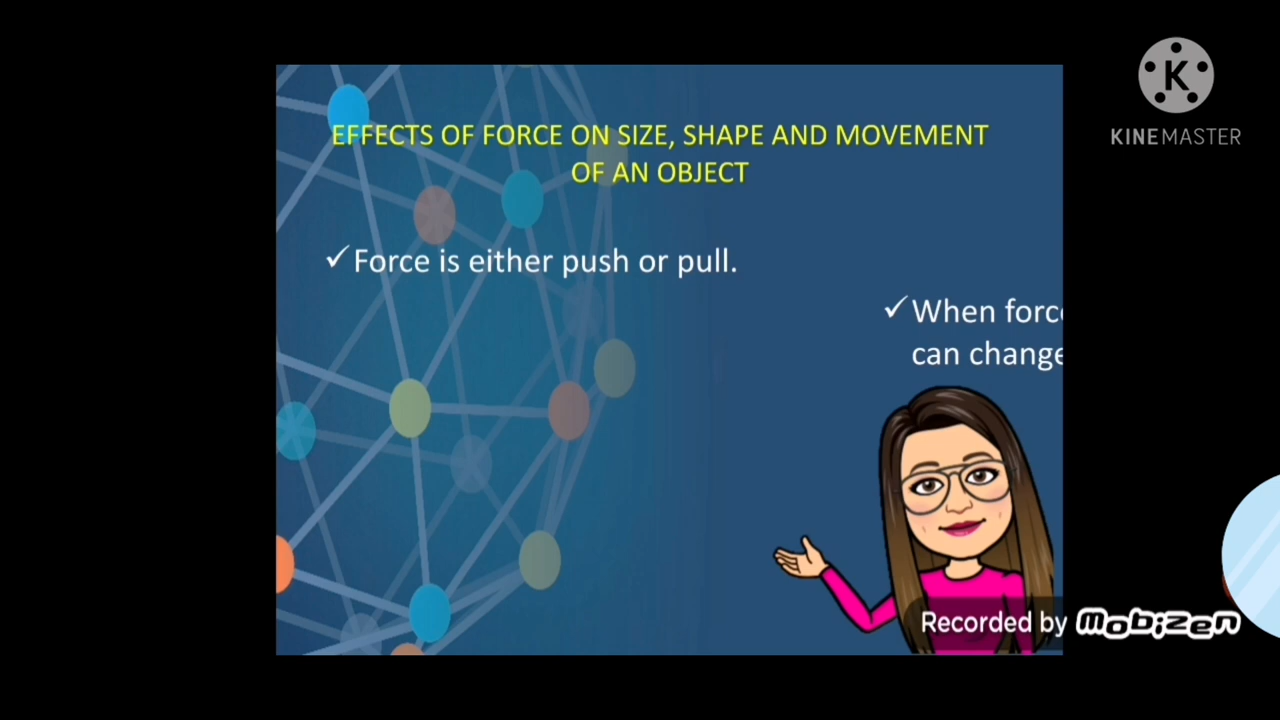 EFFECTS OF FORCE ON SIZE, SHAPE AND MOVEMENT
OF AN OBJECT
✓ Force is either push or pull.
✓ When
can change
K
KINEMASTER
Recorded by Mobizen